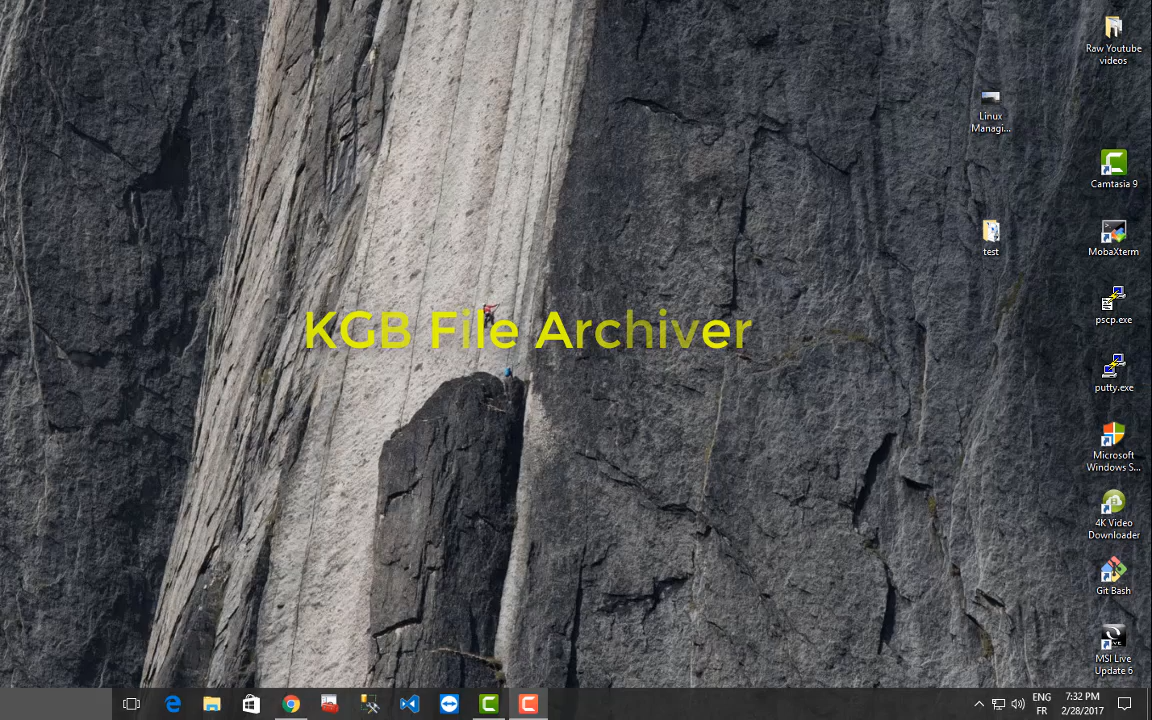 Raw Youtube
videos
Linux
Managi...
Camtasia 9
test
MobaXterm
KGB File Archiver
pscp.exe
putty.exe
Microsoft
Windows S...
4K Video
Downloader
Git Bash
MSI Live
Update 6
ENG
FR
7:32 PM
2/28/2017